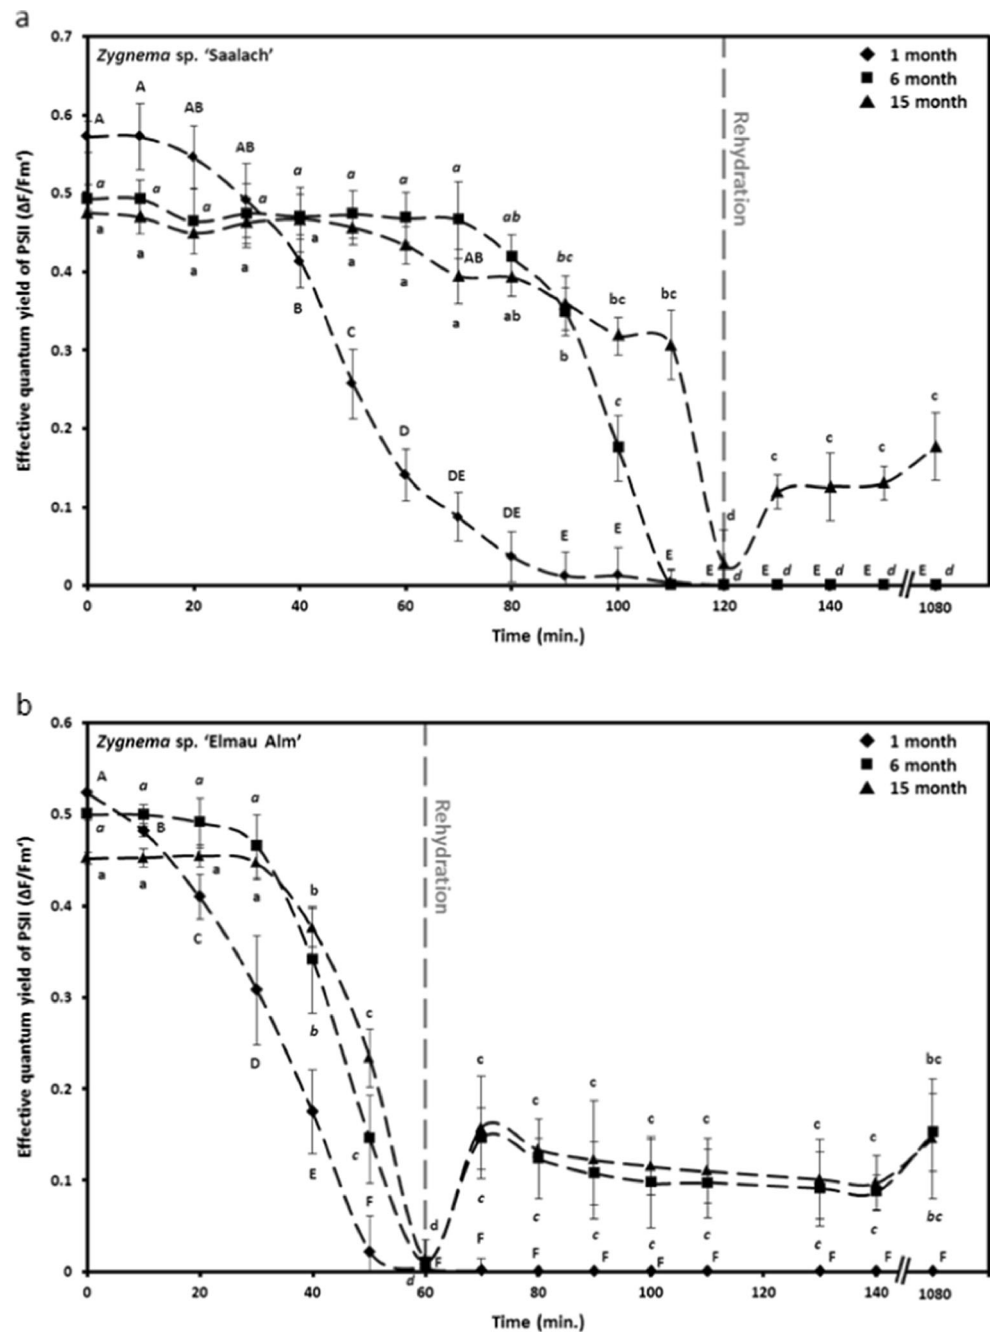 a
Zygnema sp. ‘Saalach’
1 month
6 month
15 month
Effective quantum yield of PSII (ΔF/Fm‘)
0.7
0.6
0.5
0.4
0.3
0.2
0.1
0
A
A
AB
AB
B
C
D
DE
DE
E
E
E
E
E
E
E
E
a
a
a
a
a
a
a
a
ab
bc
c
d
d
d
d
d
a
a
a
a
a
a
a
a
AB
ab
b
bc
bc
d
c
c
c
c
Rehydration
0
20
40
60
80
100
120
140
1080
Time (min.)
b
Zygnema sp. ‘Elmau Alm’
1 month
6 month
15 month
Effective quantum yield of PSII (ΔF/Fm‘)
0.6
0.5
0.4
0.3
0.2
0.1
0
A
B
C
D
E
F
F
F
F
F
F
F
F
F
F
a
a
a
a
b
c
d
c
c
c
c
c
c
c
bc
a
a
a
a
b
c
d
c
c
c
c
c
c
c
bc
Rehydration
0
20
40
60
80
100
120
140
1080
Time (min.)